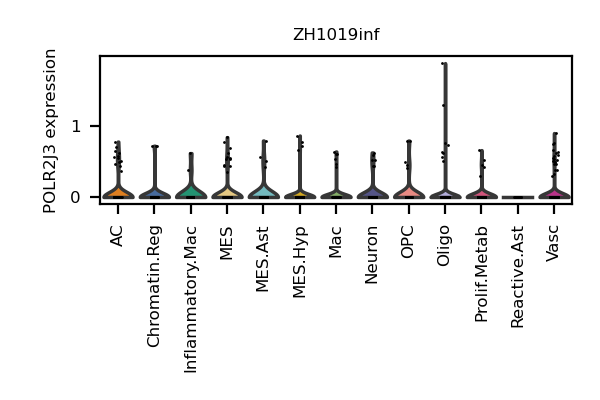 ZH1019inf
POLR2J3 expression
1
0
AC
Chromatin.Reg
Inflammatory.Mac
MES
MES.Ast
MES.Hyp
Mac
Neuron
OPC
Oligo
Prolif.Metab
Reactive.Ast
Vasc